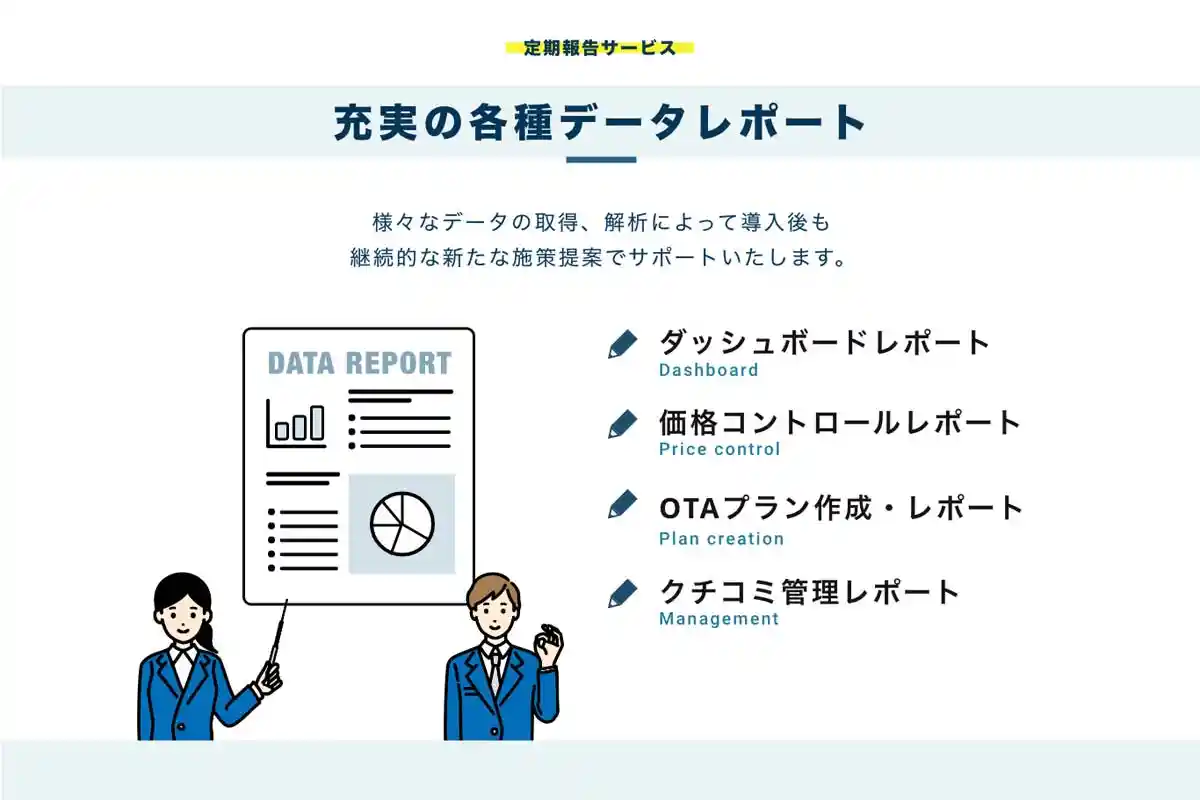 定期報告サービス
充実の各種データレポート
様々なデータの取得、解析によって導入後も
継続的な新たな施策提案でサポートいたします。
DATA REPORT
ダッシュボードレポート
Dashboard
価格コントロールレポート
Price control
OTAプラン作成・レポート
Plan creation
クチコミ管理レポート
Management